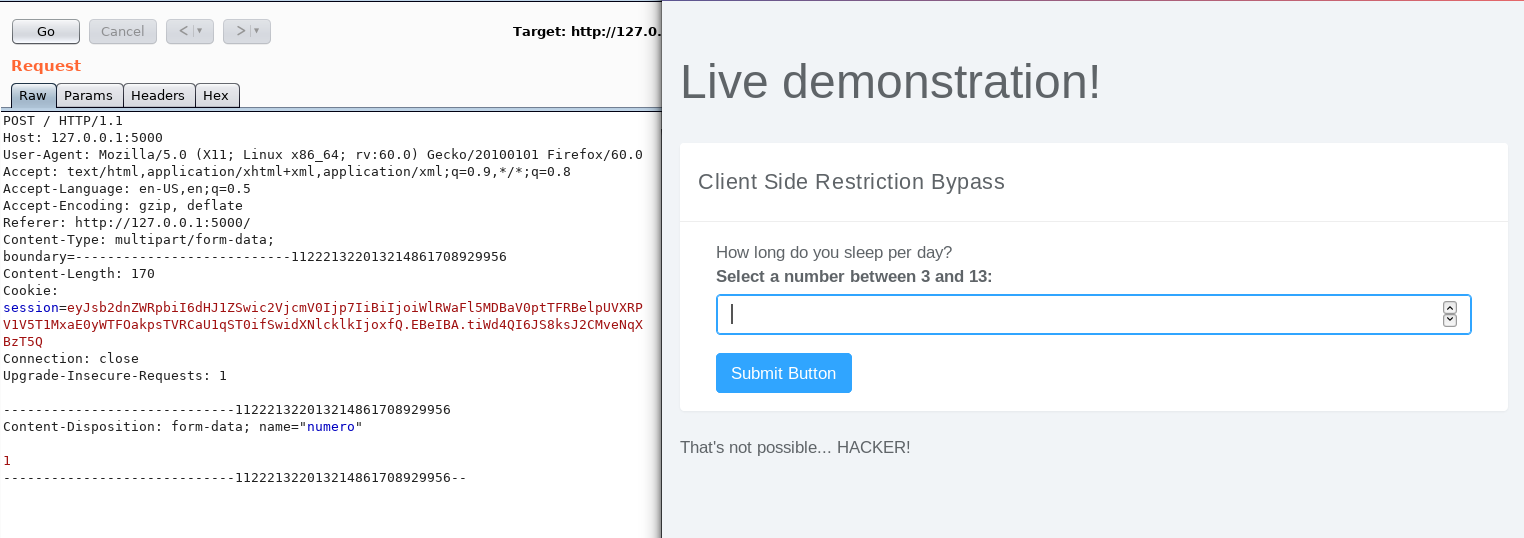 Go Cancel < >
Target: http://127.0.
Request
Raw Params Headers Hex
POST / HTTP/1.1
Host: 127.0.0.1:5000
User-Agent: Mozilla/5.0 (X11; Linux x86_64; rv:60.0) Gecko/20100101 Firefox/60.0
Accept: text/html,application/xhtml+xml,application/xml;q=0.9,*/*;q=0.8
Accept-Language: en-US,en;q=0.5
Accept-Encoding: gzip, deflate
Referer: http://127.0.0.1:5000/
Content-Type: multipart/form-data;
boundary=---------------------------112221322013214861708929956
Content-Length: 170
Cookie:
session=eyJsb2dnZWRpbiI6dHJ1ZSwic2VjcmV0Ijp7IiBiIjoiWlRWaFl5MDBaV0ptTFRBelpUVXRP
V1V5T1MxaE0yWTFOakpsTVRCaU1qST0ifSwidXNlcklkIjoxfQ.EBeIBA.tiWd4QI6JS8ksJ2CMveNqX
BzT5Q
Connection: close
Upgrade-Insecure-Requests: 1
-----------------------------112221322013214861708929956
Content-Disposition: form-data; name="numero"
1
-----------------------------112221322013214861708929956--
Live demonstration!
Client Side Restriction Bypass
How long do you sleep per day?
Select a number between 3 and 13:
Submit Button
That's not possible... HACKER!